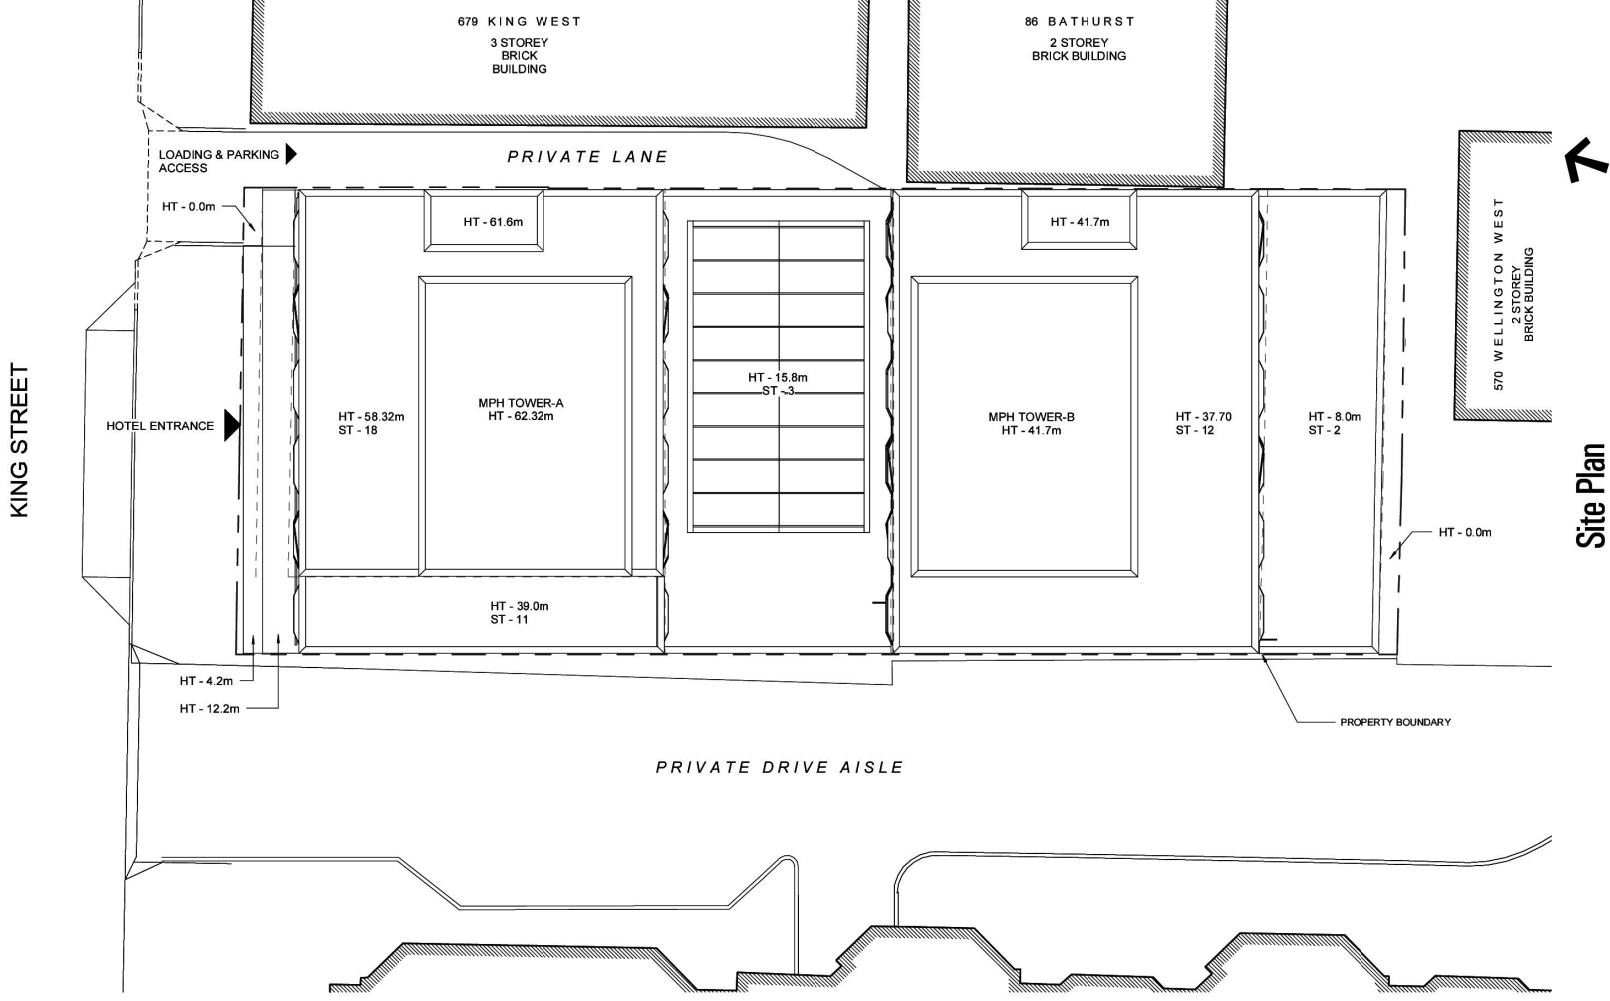 679 KING WEST
3 STOREY
BRICK
BUILDING
86 BATHURST
2 STOREY
BRICK BUILDING
LOADING & PARKING
ACCESS
PRIVATE LANE
HT - 0.0m
HT - 61.6m
HT - 41.7m
570 WELLINGTON WEST
2 STOREY
BRICK BUILDING
KING STREET
HOTEL ENTRANCE
HT - 58.32m
ST - 18
MPH TOWER-A
HT - 62.32m
HT - 15.8m
ST - 3
MPH TOWER-B
HT - 41.7m
HT - 37.70
ST - 12
HT - 8.0m
ST - 2
Site Plan
HT - 0.0m
HT - 39.0m
ST - 11
HT - 4.2m
HT - 12.2m
PROPERTY BOUNDARY
PRIVATE DRIVE AISLE